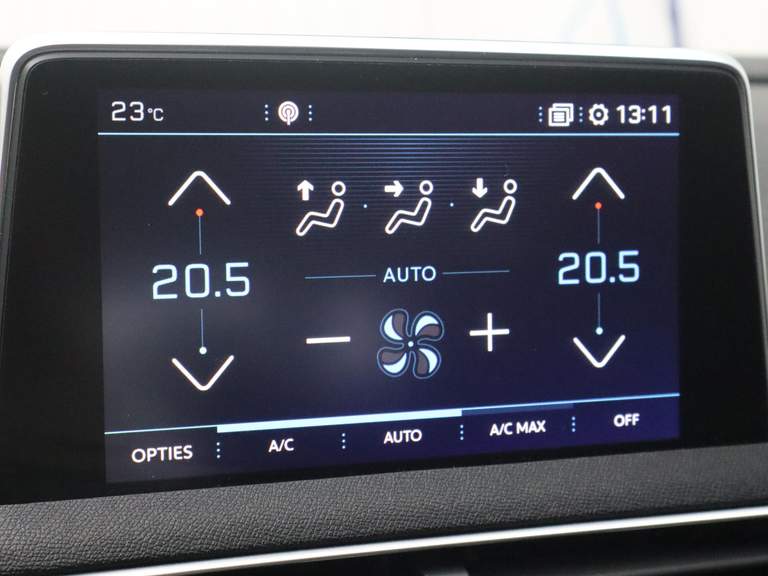 23°C 13:11
20.5 20.5
AUTO
OPTIES A/C AUTO A/C MAX OFF